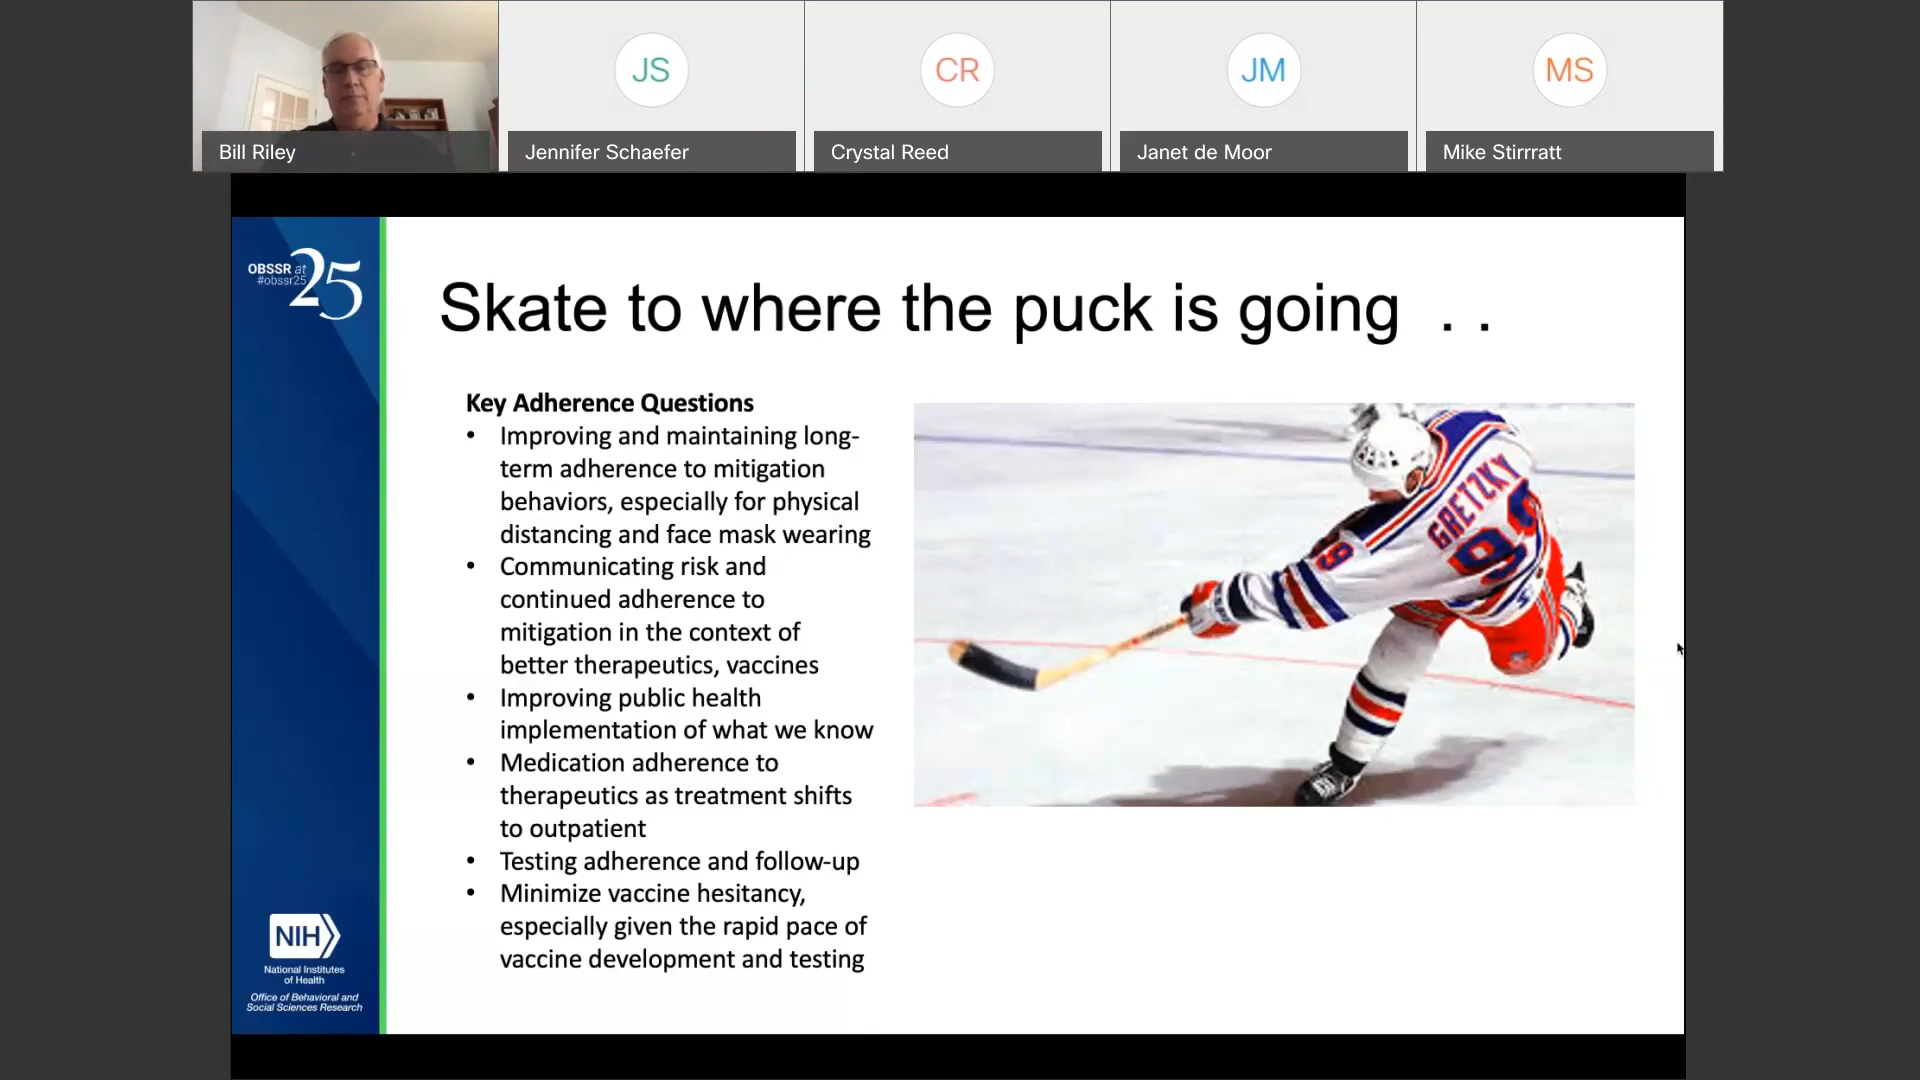 JS
CR
JM
MS
Bill Riley
Jennifer Schaefer
Crystal Reed
Janet de Moor
Mike Stirrratt
OBSSR at
#obssr25
25
Skate to where the puck is going . .
Key Adherence Questions
• Improving and maintaining long-
term adherence to mitigation
behaviors, especially for physical
distancing and face mask wearing
• Communicating risk and
continued adherence to
mitigation in the context of
better therapeutics, vaccines
• Improving public health
implementation of what we know
• Medication adherence to
therapeutics as treatment shifts
to outpatient
• Testing adherence and follow-up
• Minimize vaccine hesitancy,
especially given the rapid pace of
vaccine development and testing
GRETZKY
99
9
NIH
National Institutes
of Health
Office of Behavioral and
Social Sciences Research